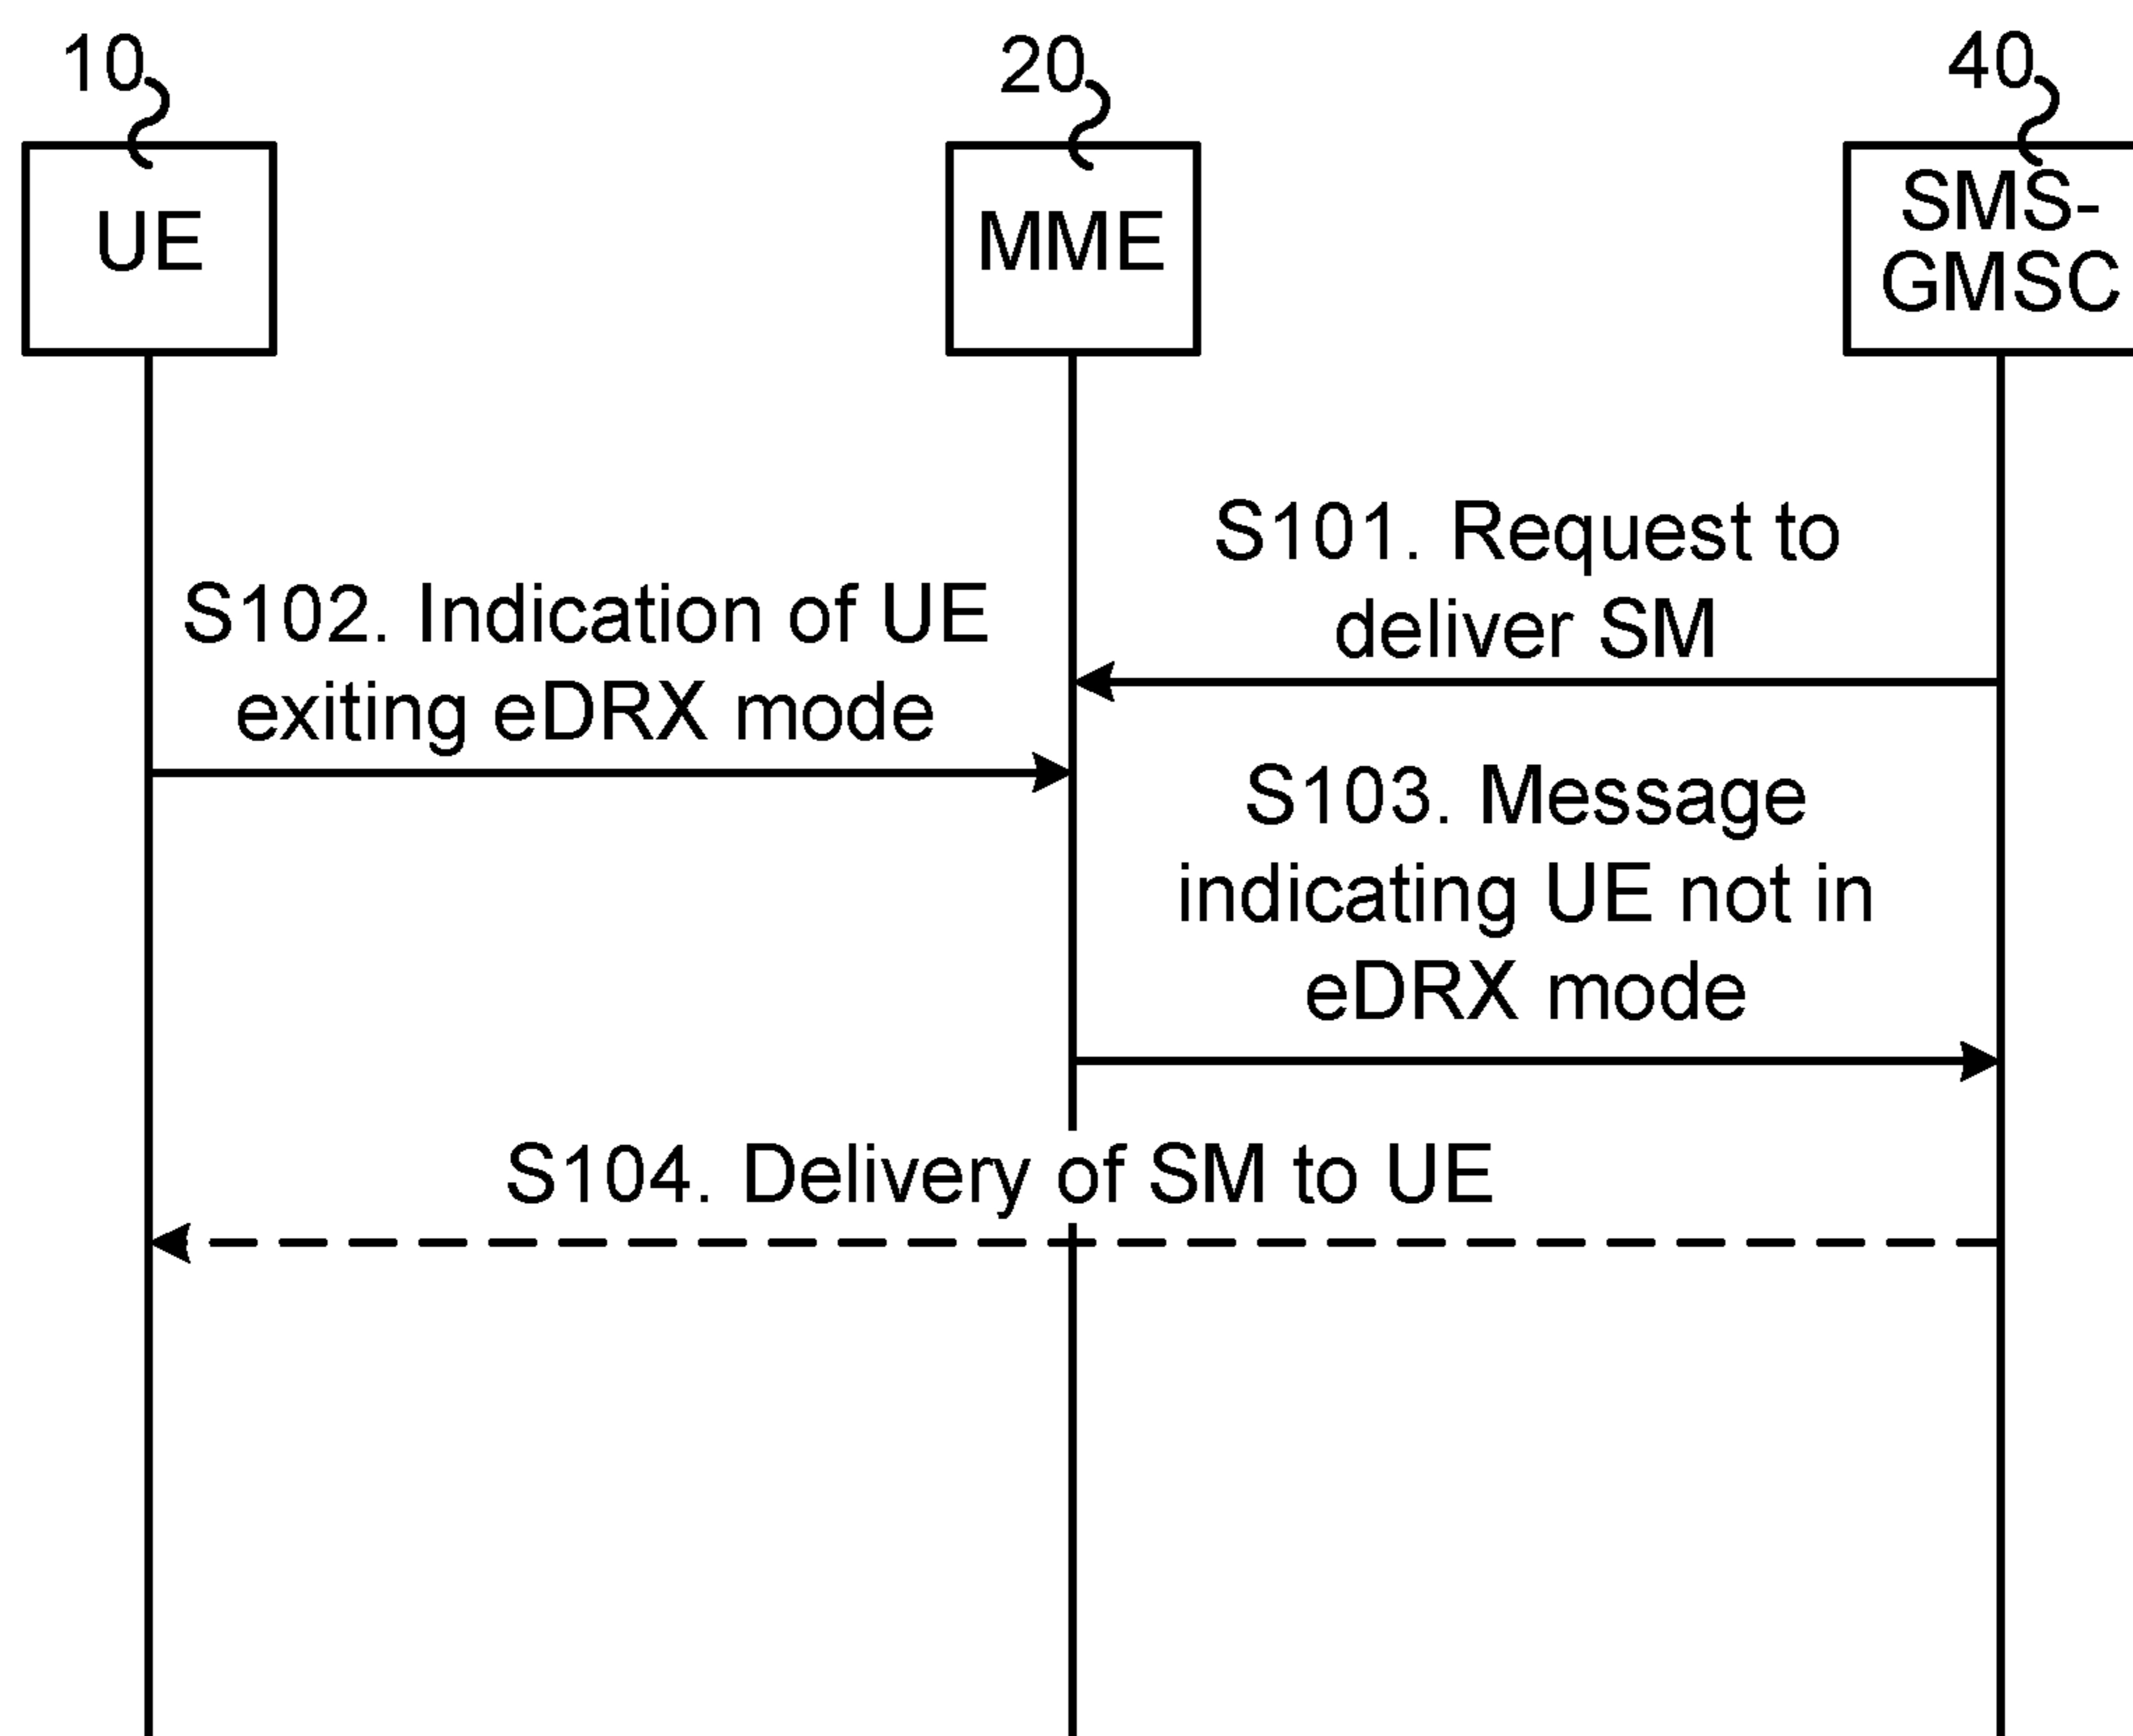 10
20
40
UE
MME
SMS-
GMSC
S101. Request to
deliver SM
S102. Indication of UE
exiting eDRX mode
S103. Message
indicating UE not in
eDRX mode
S104. Delivery of SM to UE